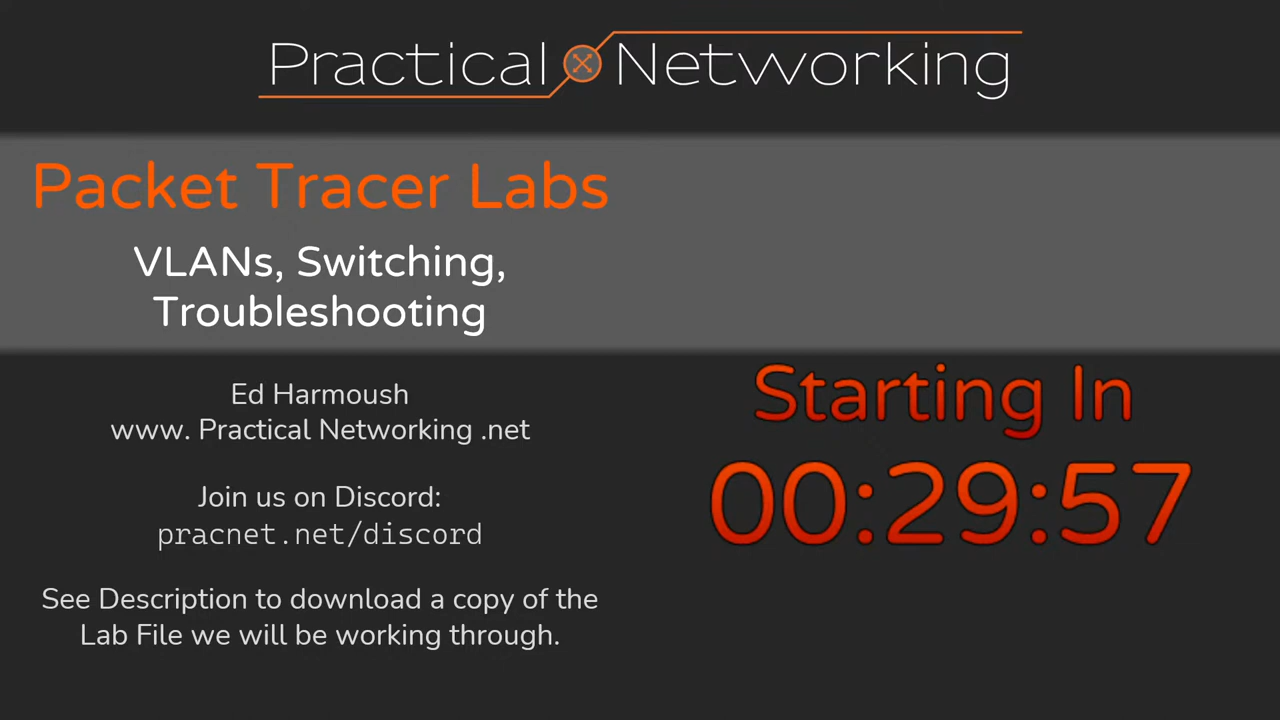 Practical Networking
Packet Tracer Labs
VLANs, Switching,
Troubleshooting
Ed Harmoush
www. Practical Networking .net
Join us on Discord:
pracnet.net/discord
See Description to download a copy of the
Lab File we will be working through.
Starting In
00:29:57